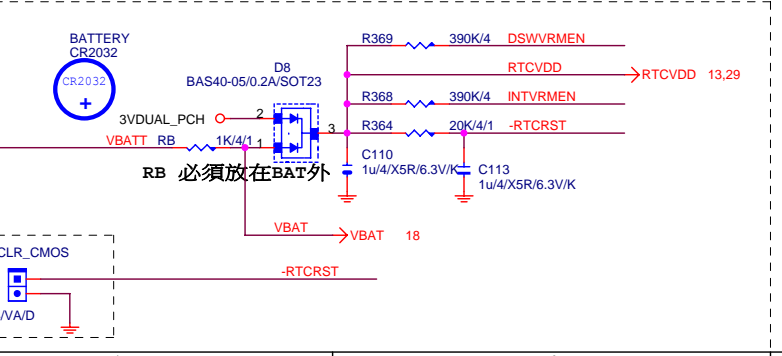 BATTERY
CR2032
CR2032
+
D8
BAS40-05/0.2A/SOT23
R369 390K/4 DSWVRMEN
RTCVDD
RTCVDD 13,29
R368 390K/4 INTVRMEN
3VDUAL_PCH 2
R364 20K/4/1 -RTCRST
3
VBATT RB 1K/4/1 1
RB 必須放在BAT外
C110
1u/4/X5R/6.3V/K
C113
1u/4/X5R/6.3V/K
VBAT
VBAT 18
CLR_CMOS
-RTCRST
/VA/D